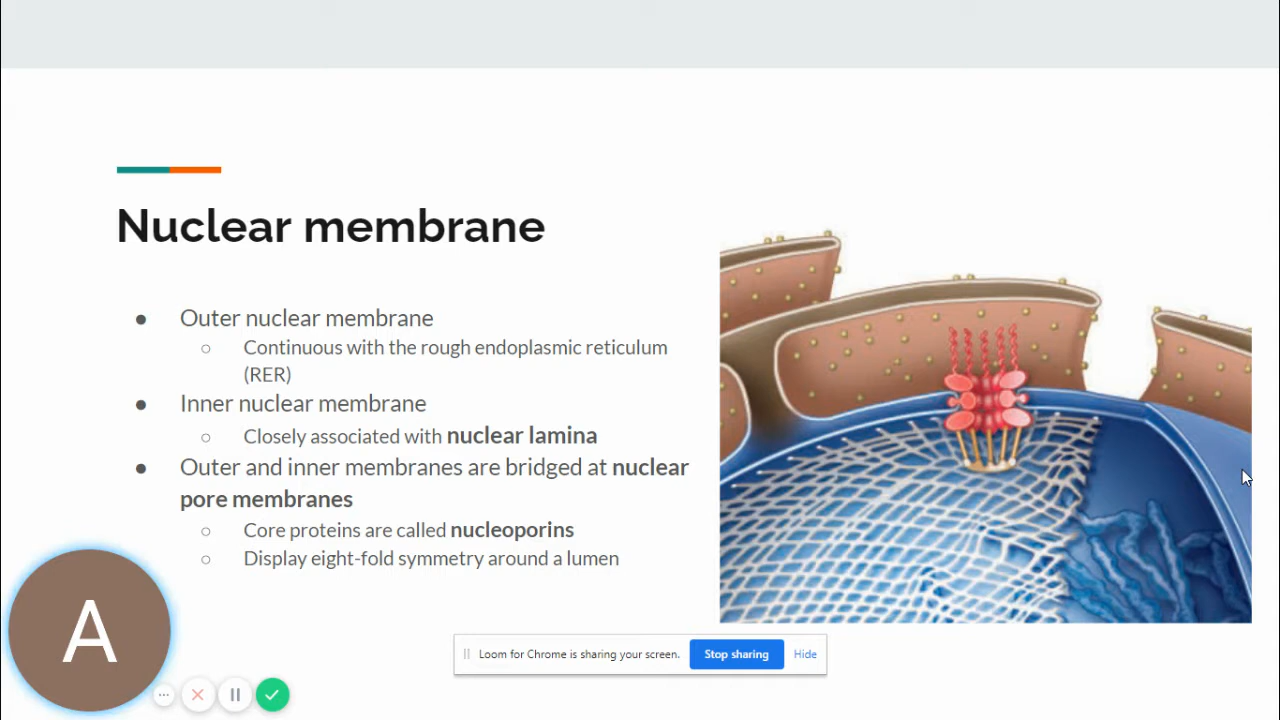 Nuclear membrane
● Outer nuclear membrane
○ Continuous with the rough endoplasmic reticulum
(RER)
● Inner nuclear membrane
○ Closely associated with nuclear lamina
● Outer and inner membranes are bridged at nuclear
pore membranes
○ Core proteins are called nucleoporins
○ Display eight-fold symmetry around a lumen
A
Loom for Chrome is sharing your screen. Stop sharing Hide